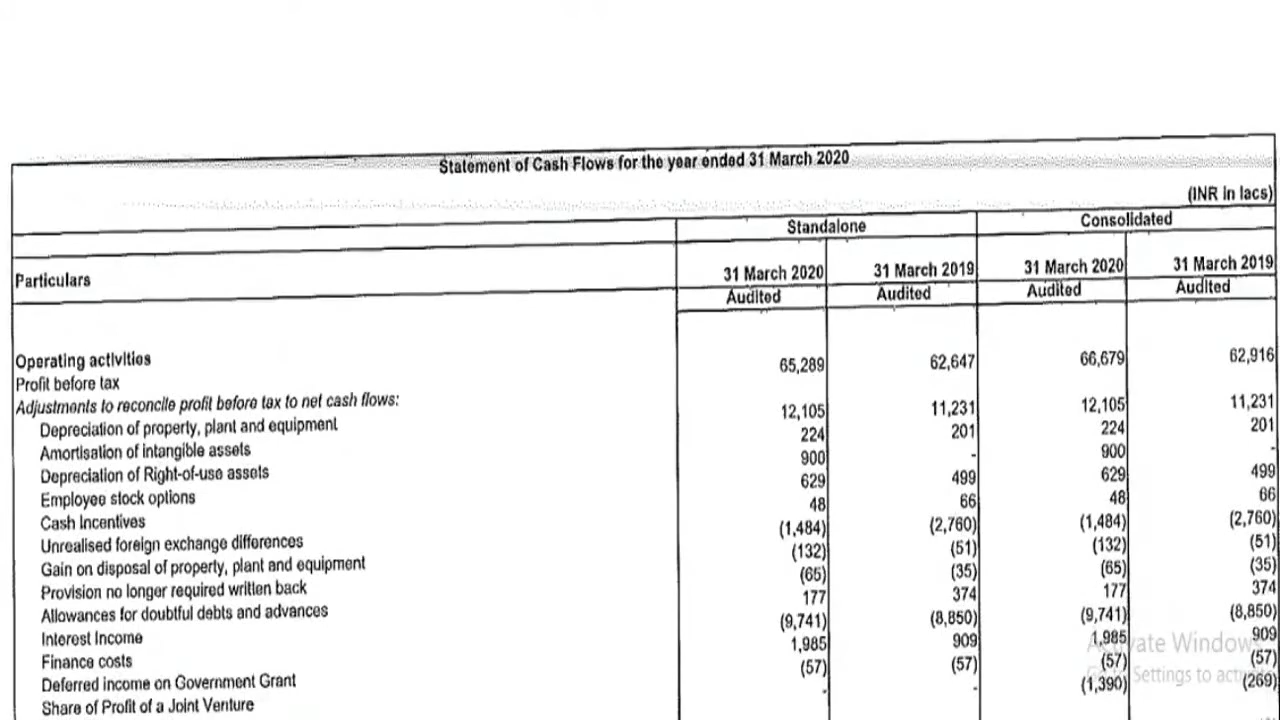 Statement of Cash Flows for the year ended 31 March 2020
(INR in lacs)
Standalone Consolidated
Particulars 31 March 2020 31 March 2019 31 March 2020 31 March 2019
Audited Audited Audited Audited
Operating activities
Profit before tax 65,289 62,647 66,679 62,916
Adjustments to reconcile profit before tax to net cash flows:
Depreciation of property, plant and equipment 12,105 11,231 12,105 11,231
Amortisation of intangible assets 224 201 224 201
Depreciation of Right-of-use assets 900 - 900 -
Employee stock options 629 499 629 499
Cash Incentives 48 66 48 66
Unrealised foreign exchange differences (1,484) (2,760) (1,484) (2,760)
Gain on disposal of property, plant and equipment (132) (51) (132) (51)
Provision no longer required written back (65) (35) (65) (35)
Allowances for doubtful debts and advances 177 374 177 374
Interest Income (9,741) (8,850) (9,741) (8,850)
Finance costs 1,985 909 1,985 909
Deferred income on Government Grant (57) (57) (57) (57)
Share of Profit of a Joint Venture - - (1,390) (269)